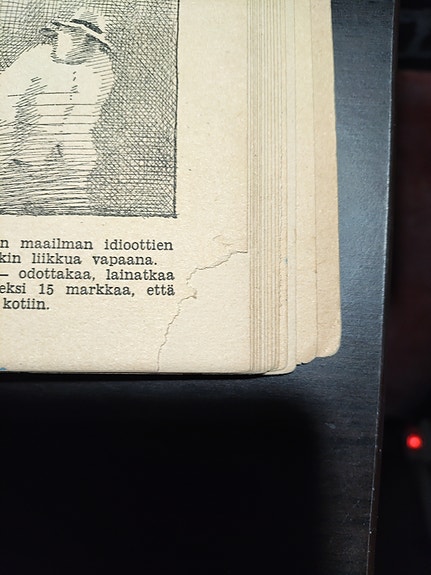 n maailman idioottien
kin liikkua vapaana.
— odottakaa, lainatkaa
eksi 15 markkaa, että
kotiin.